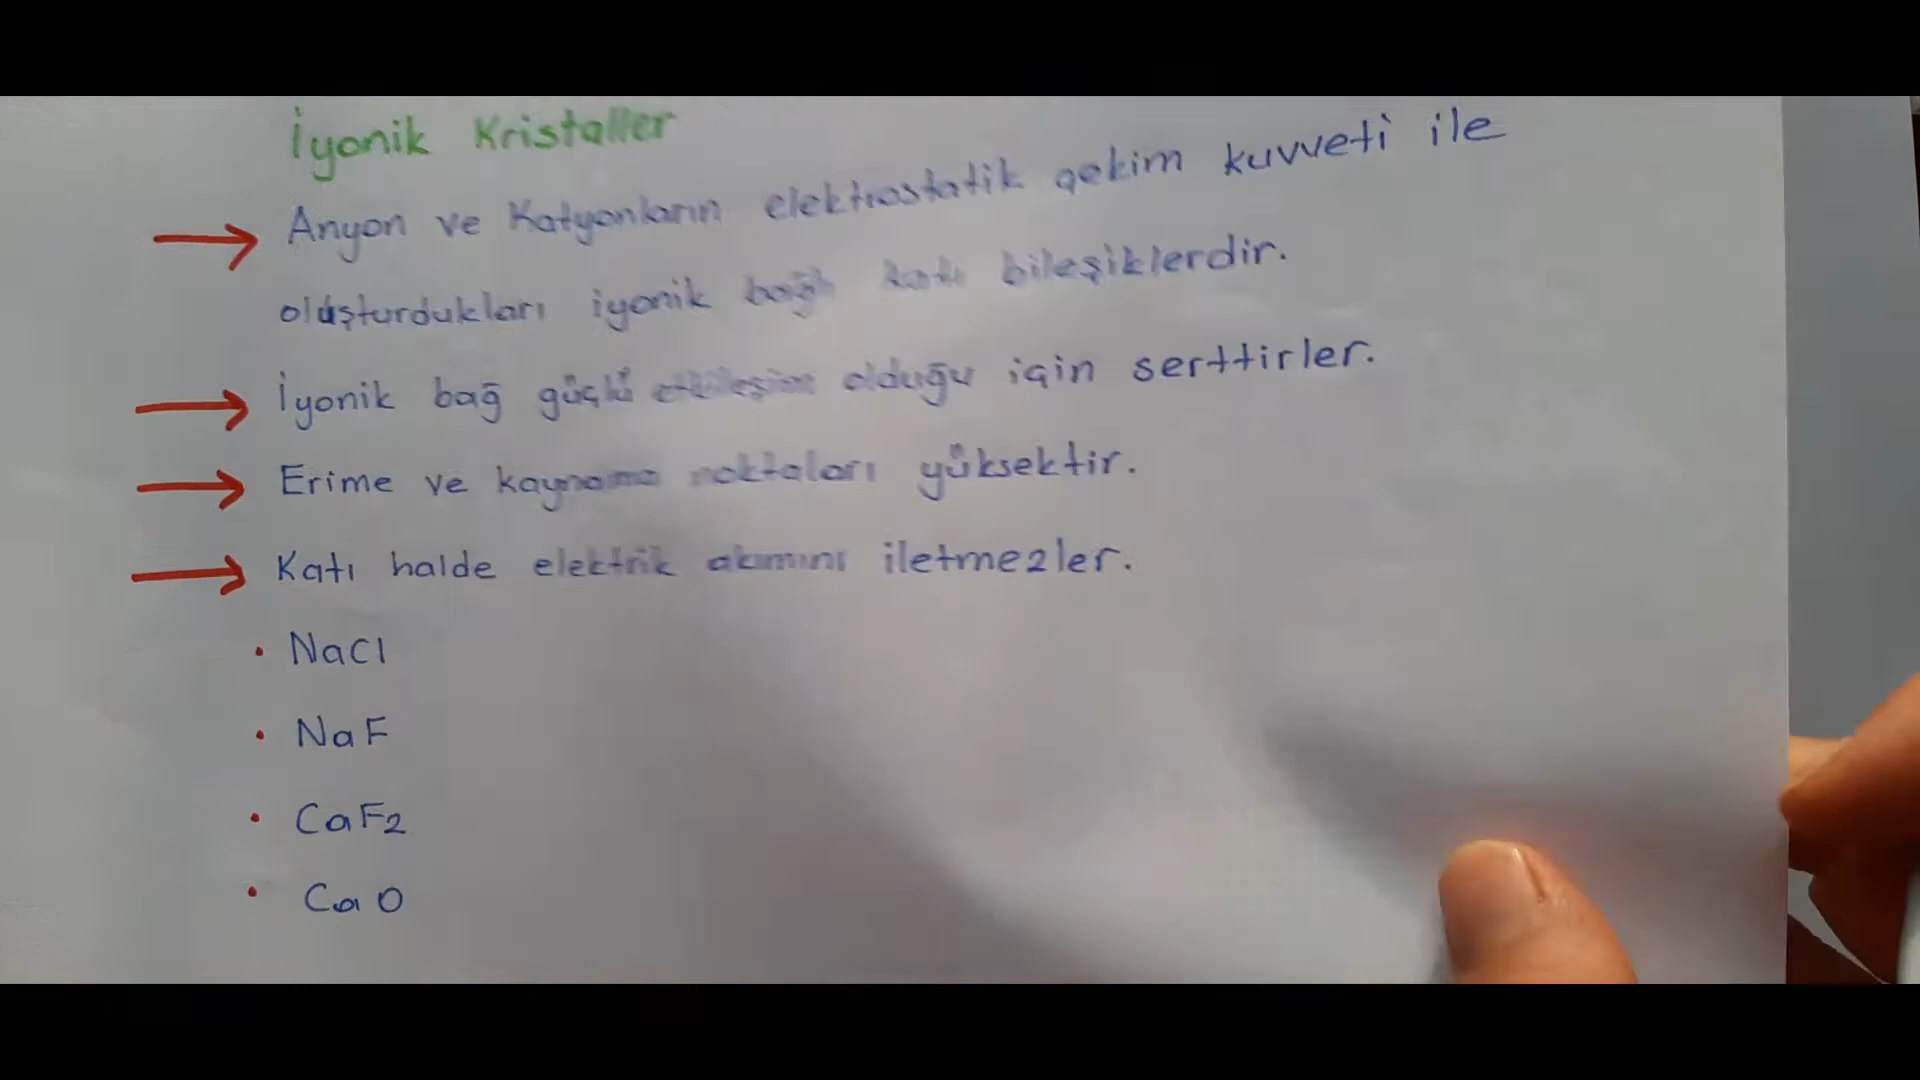 İyonik Kristaller
Anyon ve Katyonların elektrostatik çekim kuvveti ile
oluşturdukları iyonik bağlı katı bileşiklerdir.
İyonik bağ güçlü etkileşim olduğu için serttirler.
Erime ve kaynama noktaları yüksektir.
Katı halde elektrik akımını iletmezler.
• NaCl
• NaF
• CaF2
• CaO